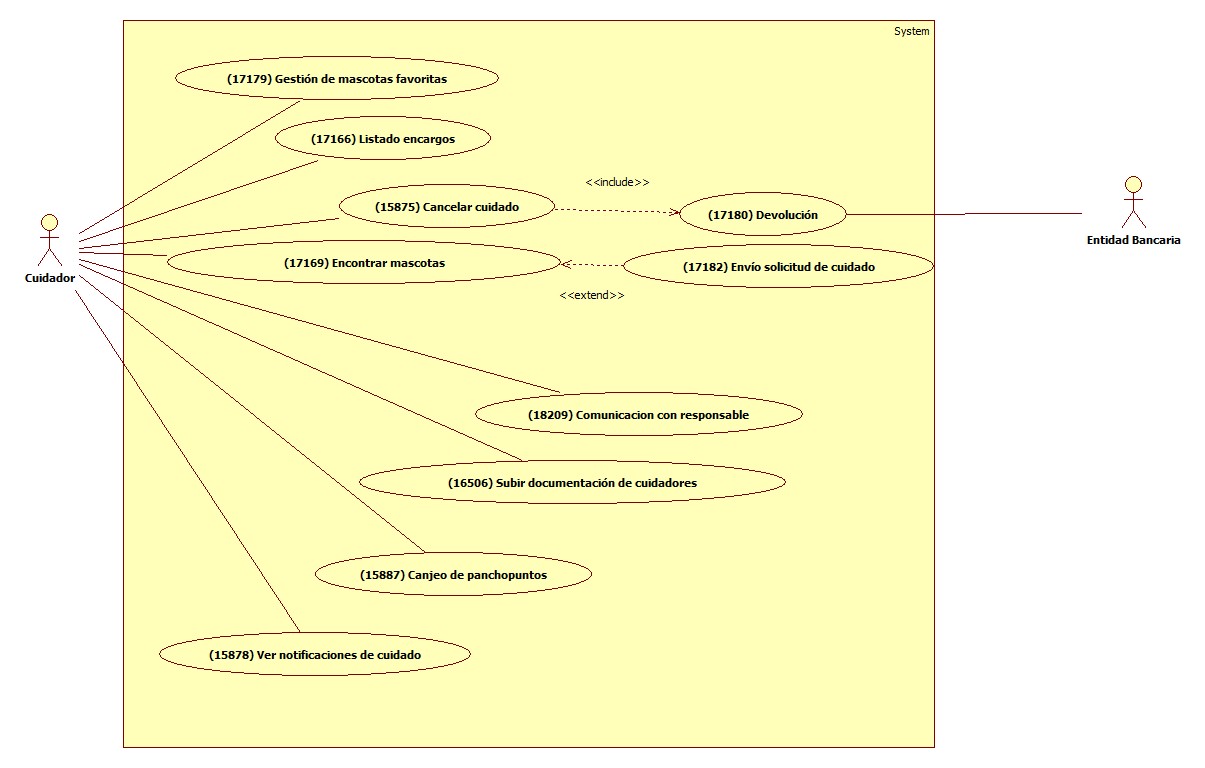 System
(17179) Gestión de mascotas favoritas
(17166) Listado encargos
<<include>>
(15875) Cancelar cuidado
(17180) Devolución
Entidad Bancaria
(17169) Encontrar mascotas
(17182) Envío solicitud de cuidado
Cuidador
<<extend>>
(18209) Comunicacion con responsable
(16506) Subir documentación de cuidadores
(15887) Canjeo de panchopuntos
(15878) Ver notificaciones de cuidado